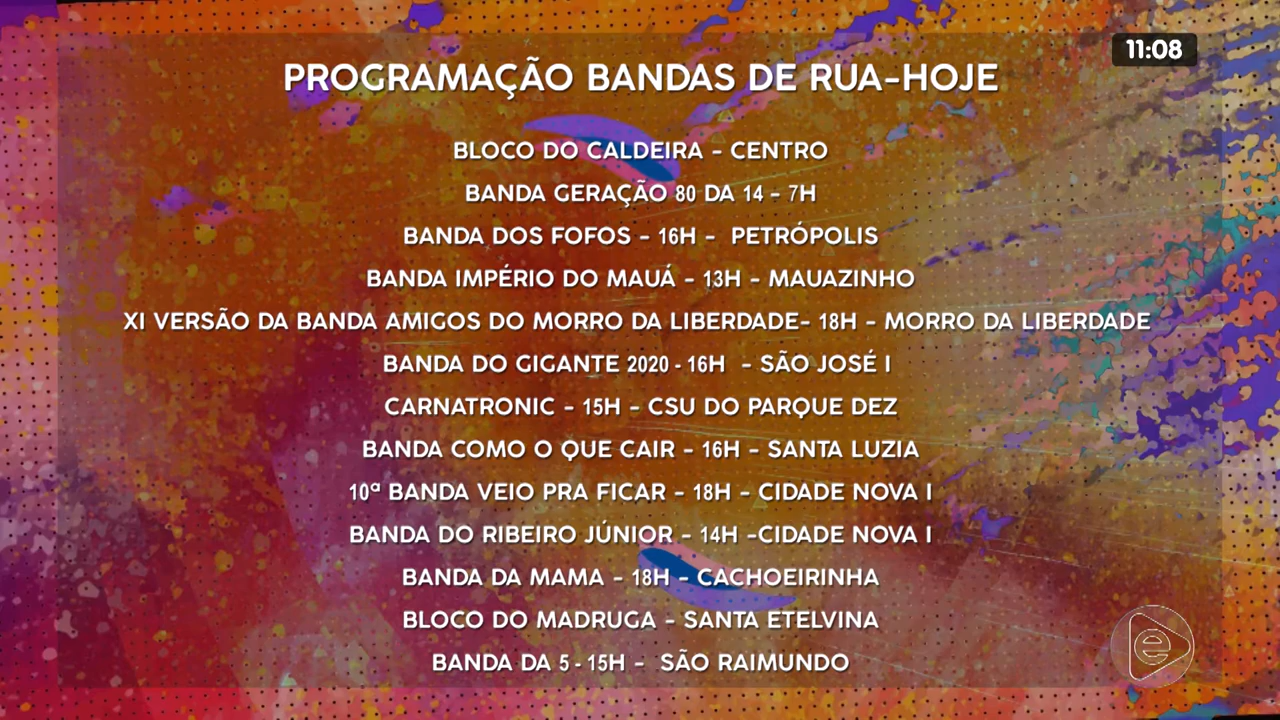 11:08
PROGRAMAÇÃO BANDAS DE RUA-HOJE
BLOCO DO CALDEIRA - CENTRO
BANDA GERAÇÃO 80 DA 14 - 7H
BANDA DOS FOFOS - 16H - PETRÓPOLIS
BANDA IMPÉRIO DO MAUÁ - 13H - MAUAZINHO
XI VERSÃO DA BANDA AMIGOS DO MORRO DA LIBERDADE- 18H - MORRO DA LIBERDADE
BANDA DO GIGANTE 2020 - 16H - SÃO JOSÉ I
CARNATRONIC - 15H - CSU DO PARQUE DEZ
BANDA COMO O QUE CAIR - 16H - SANTA LUZIA
10ª BANDA VEIO PRA FICAR - 18H - CIDADE NOVA I
BANDA DO RIBEIRO JÚNIOR - 14H -CIDADE NOVA I
BANDA DA MAMA - 18H - CACHOEIRINHA
BLOCO DO MADRUGA - SANTA ETELVINA
BANDA DA 5 - 15H - SÃO RAIMUNDO
e